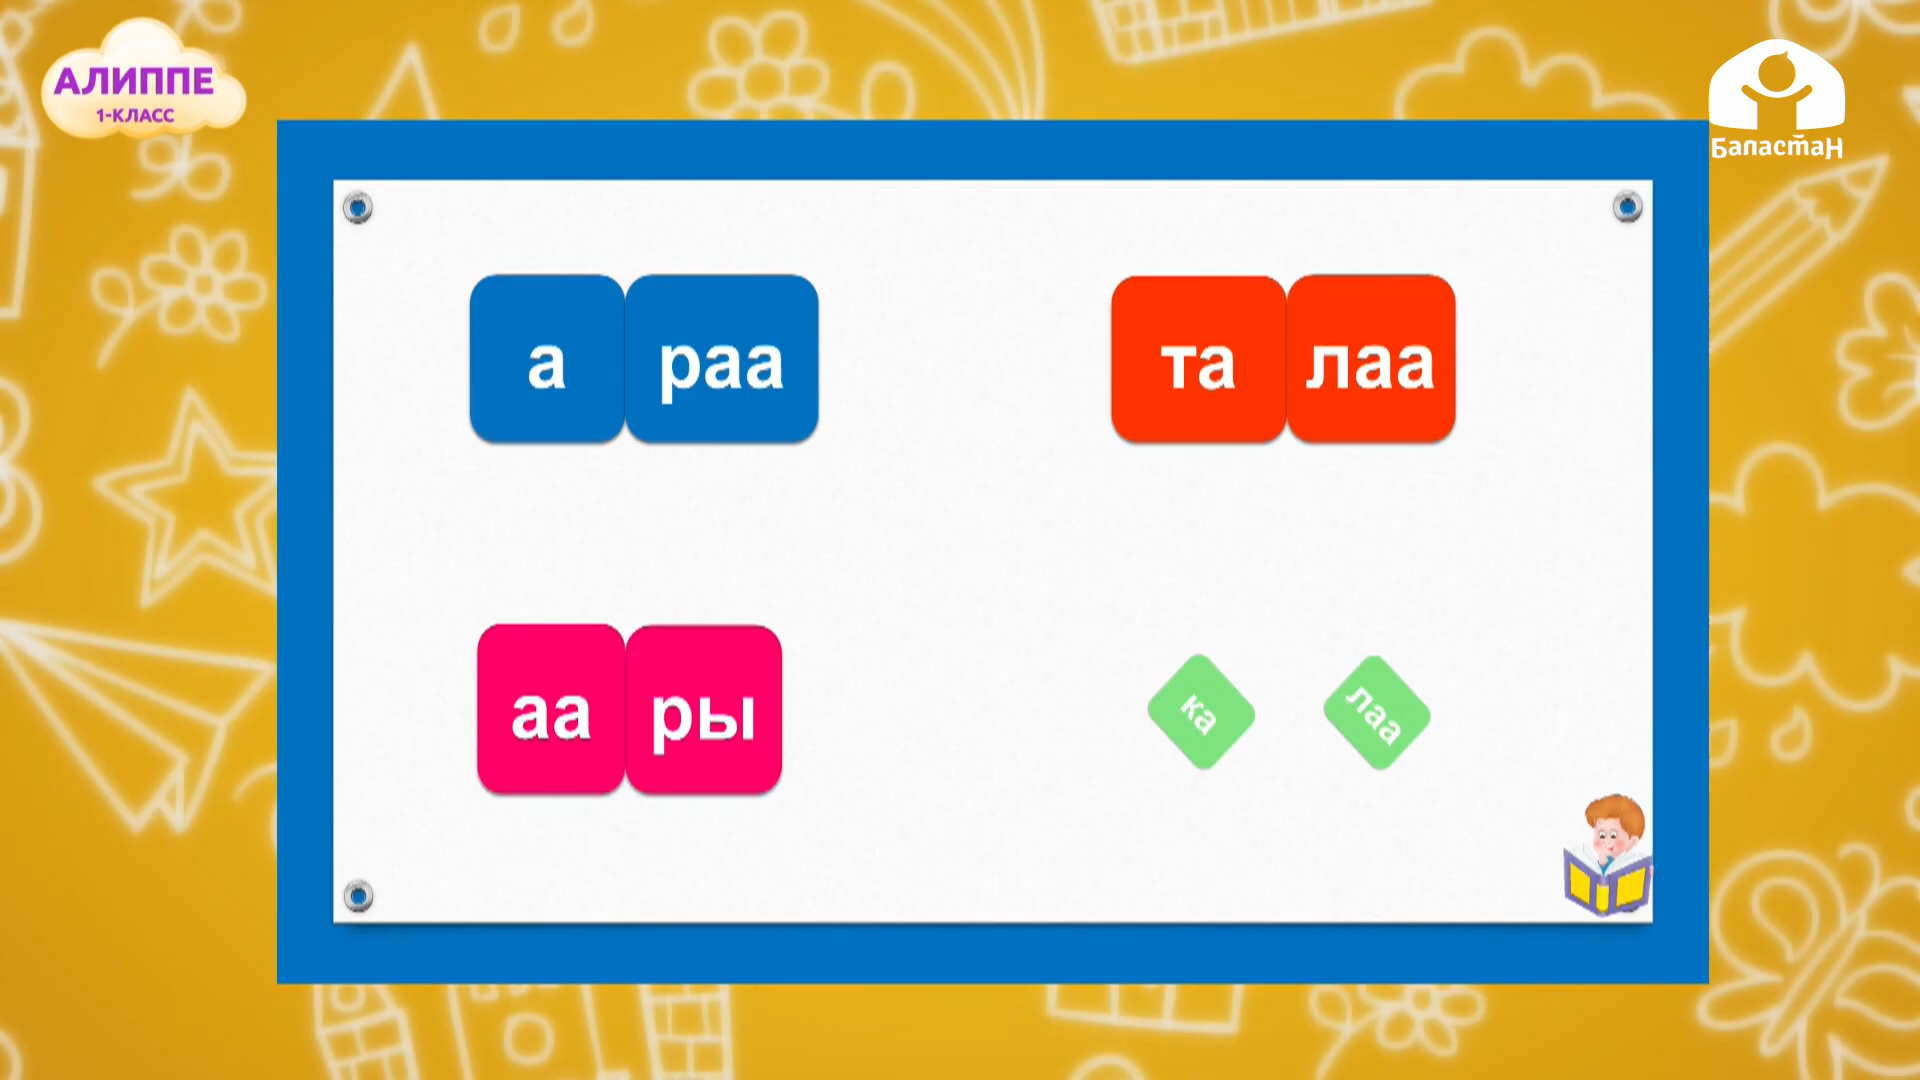 АЛИППЕ
1-КЛАСС
Баластан
а раа
та лаа
аа ры
ка лаа